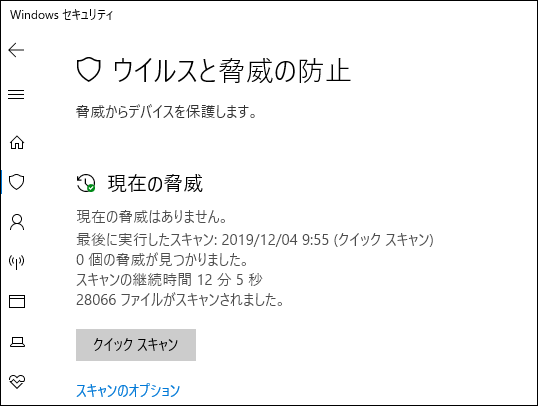 Windows セキュリティ
ウイルスと脅威の防止
脅威からデバイスを保護します。
現在の脅威
現在の脅威はありません。
最後に実行したスキャン: 2019/12/04 9:55 (クイック スキャン)
0 個の脅威が見つかりました。
スキャンの継続時間 12 分 5 秒
28066 ファイルがスキャンされました。
クイック スキャン
スキャンのオプション